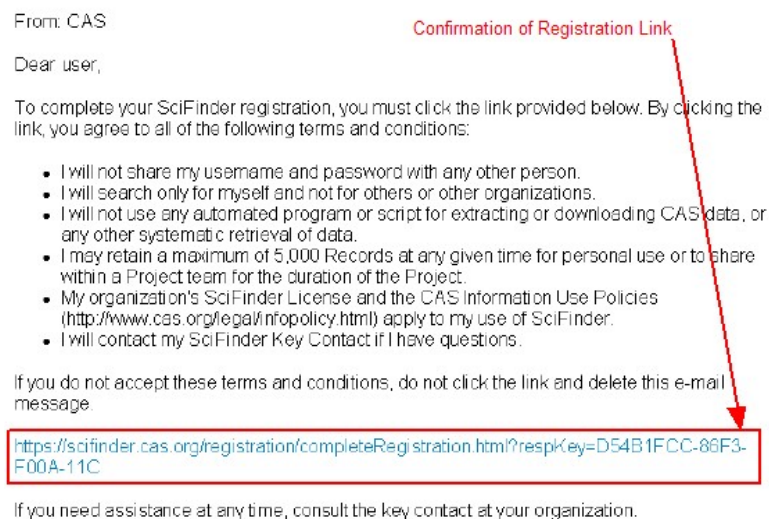 From: CAS
Confirmation of Registration Link
Dear user,
To complete your SciFinder registration, you must click the link provided below. By clicking the
link, you agree to all of the following terms and conditions:
• I will not share my username and password with any other person.
• I will search only for myself and not for others or other organizations.
• I will not use any automated program or script for extracting or downloading CAS data, or
any other systematic retrieval of data.
• I may retain a maximum of 5,000 Records at any given time for personal use or to share
within a Project team for the duration of the Project.
• My organization's SciFinder License and the CAS Information Use Policies
(http://www.cas.org/legal/infopolicy.html) apply to my use of SciFinder.
• I will contact my SciFinder Key Contact if I have questions.
If you do not accept these terms and conditions, do not click the link and delete this e-mail
message.
https://scifinder.cas.org/registration/completeRegistration.html?respKey=D54B1FCC-86F3-
F00A-11C
If you need assistance at any time, consult the key contact at your organization.